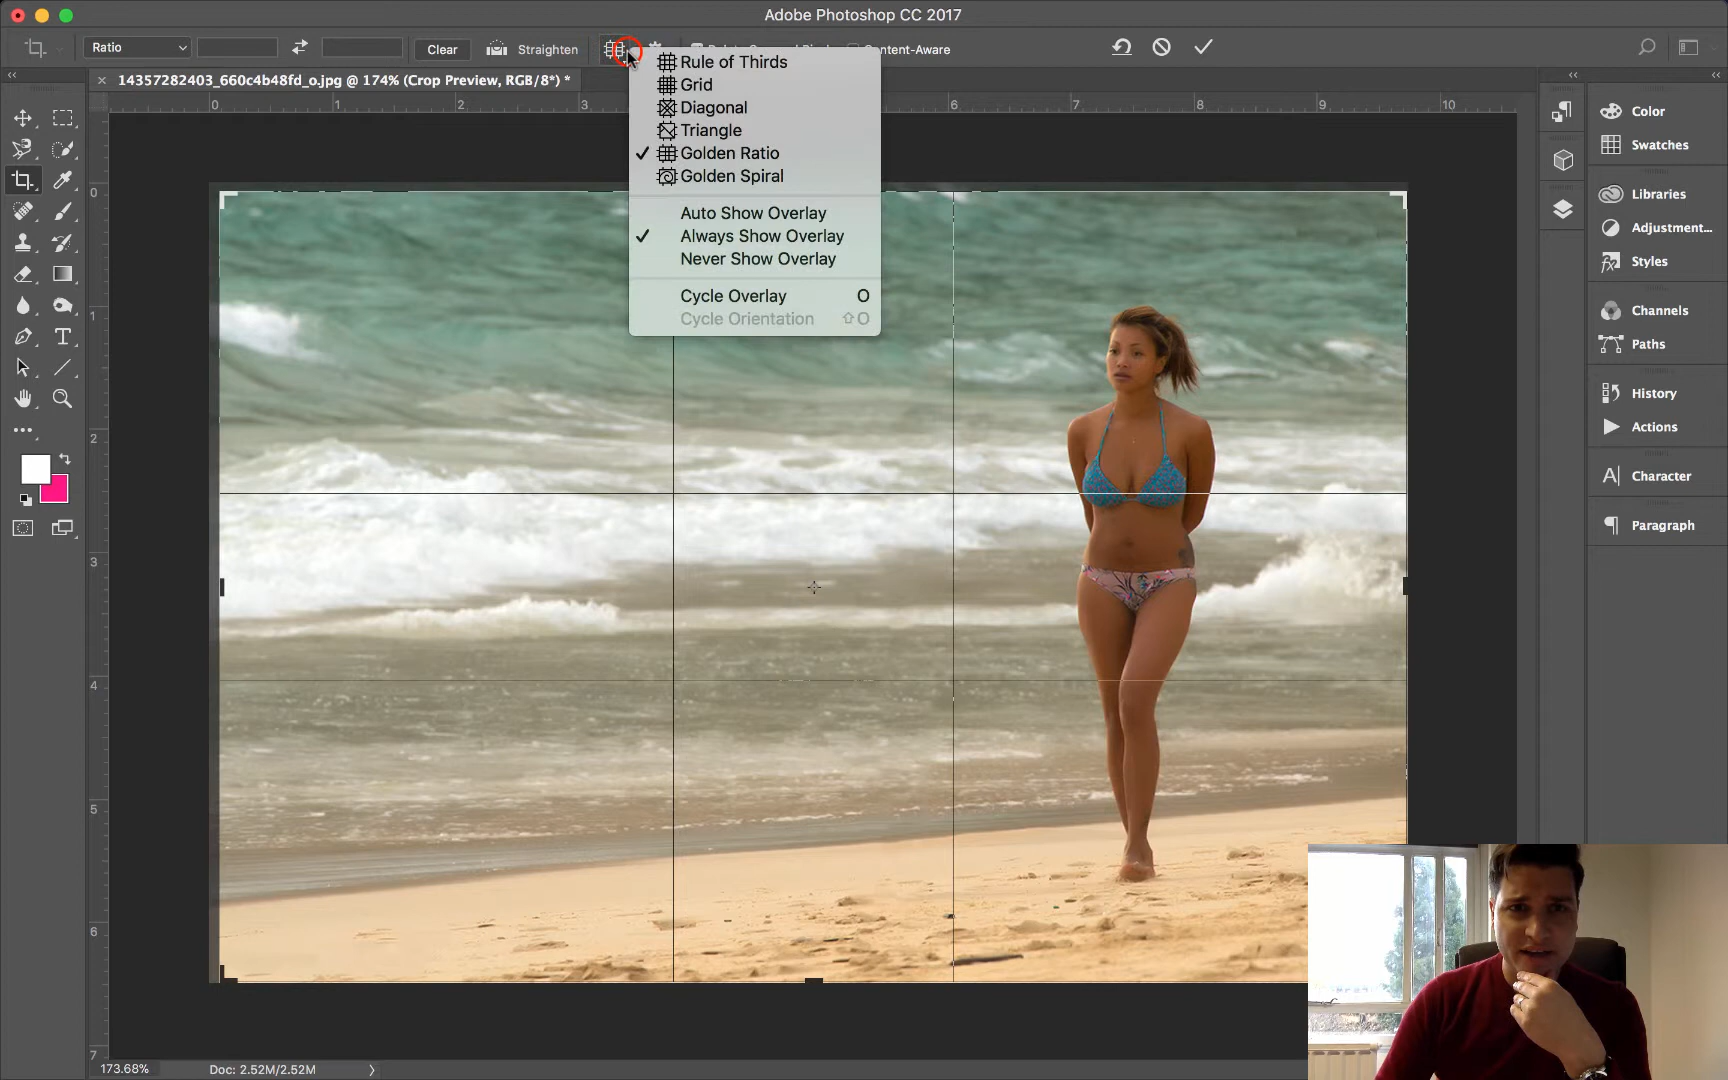 Adobe Photoshop CC 2017
Ratio
Clear
Straighten
Content-Aware
14357282403_660c4b48fd_o.jpg @ 174% (Crop Preview, RGB/8*) *
0 1 2 3 6 7 8 9 10
Rule of Thirds
Grid
Diagonal
Triangle
Golden Ratio
Golden Spiral
Auto Show Overlay
Always Show Overlay
Never Show Overlay
Cycle Overlay O
Cycle Orientation ⇧O
0
1
2
3
4
5
6
7
Color
Swatches
Libraries
Adjustment...
Styles
Channels
Paths
History
Actions
Character
Paragraph
173.68% Doc: 2.52M/2.52M